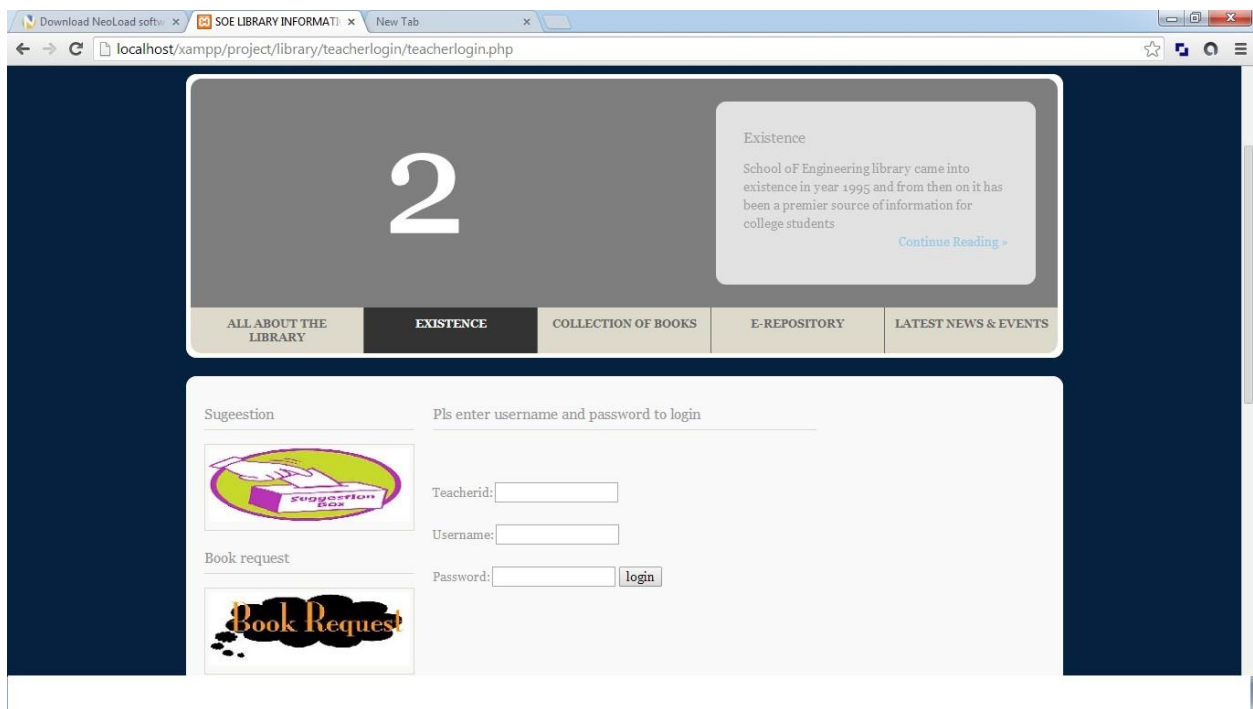 Download NeoLoad softw
SOE LIBRARY INFORMATI
New Tab
localhost/xampp/project/library/teacherlogin/teacherlogin.php
2
Existence
School oF Engineering library came into
existence in year 1995 and from then on it has
been a premier source of information for
college students
Continue Reading »
ALL ABOUT THE
LIBRARY
EXISTENCE
COLLECTION OF BOOKS
E-REPOSITORY
LATEST NEWS & EVENTS
Sugeestion
Suggestion
Box
Book request
Book Request
Pls enter username and password to login
Teacherid:
Username:
Password:
login